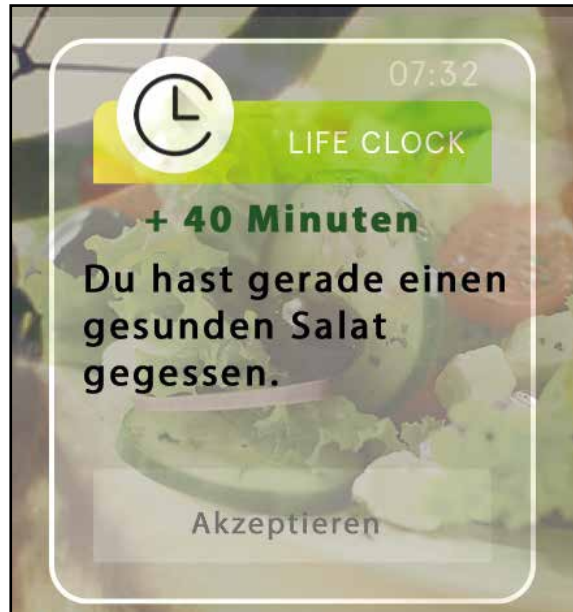 07:32
LIFE CLOCK
+ 40 Minuten
Du hast gerade einen
gesunden Salat
gegessen.
Akzeptieren